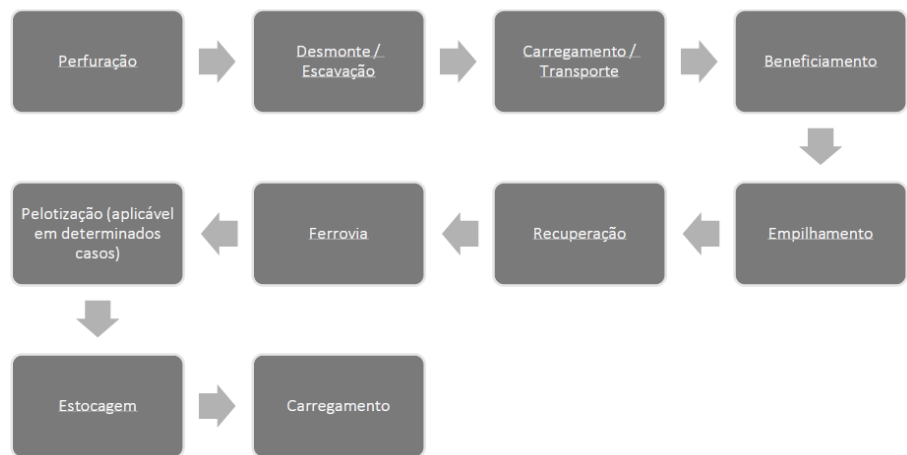 Perfuração
Desmonte /
Escavação
Carregamento /
Transporte
Beneficiamento
Pelotização (aplicável
em determinados
casos)
Ferrovia
Recuperação
Empilhamento
Estocagem
Carregamento